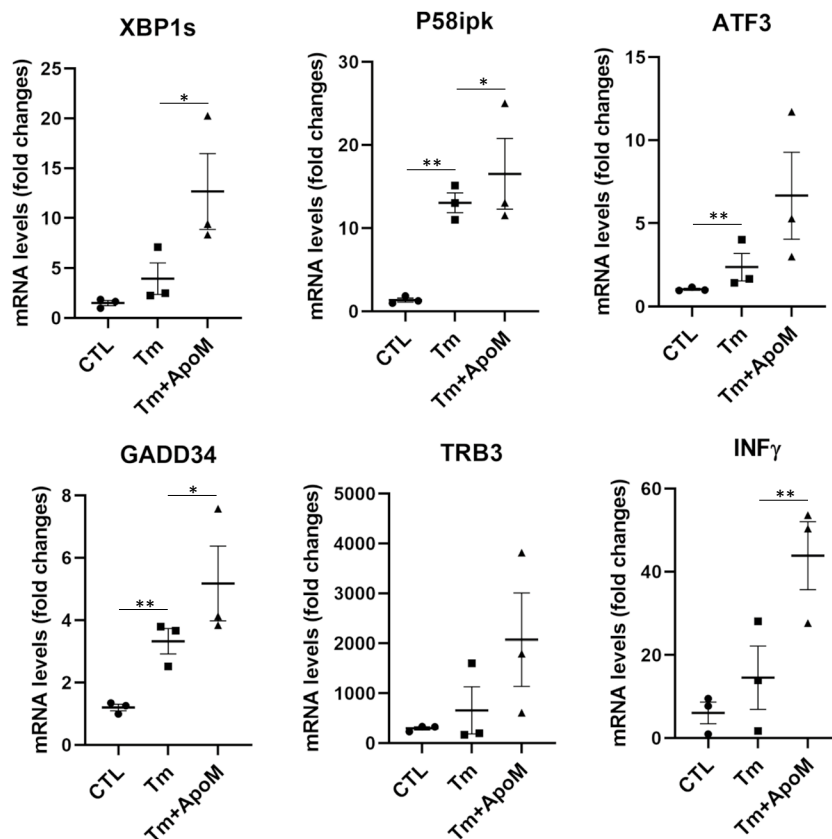 XBP1s
mRNA levels (fold changes)
25
20
15
10
5
0
*
CTL
Tm
Tm+ApoM
P58ipk
mRNA levels (fold changes)
30
20
10
0
**
*
CTL
Tm
Tm+ApoM
ATF3
mRNA levels (fold changes)
15
10
5
0
**
CTL
Tm
Tm+ApoM
GADD34
mRNA levels (fold changes)
8
6
4
2
0
**
*
CTL
Tm
Tm+ApoM
TRB3
mRNA levels (fold changes)
5000
4000
3000
2000
1000
0
CTL
Tm
Tm+ApoM
INFγ
mRNA levels (fold changes)
60
40
20
0
**
CTL
Tm
Tm+ApoM